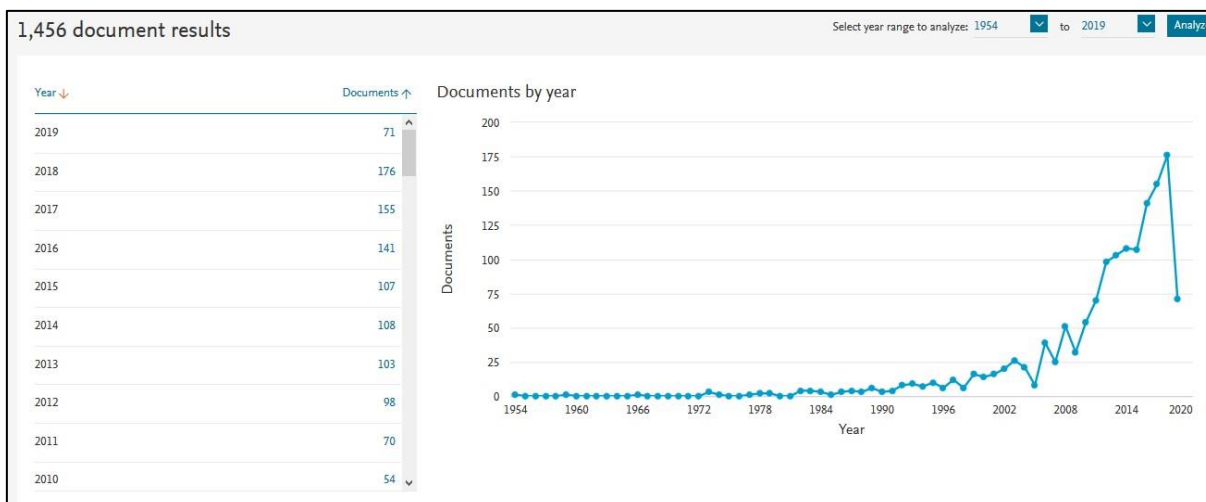 1,456 document results
Select year range to analyze: 1954 to 2019 Analyze
Year Documents
2019 71
2018 176
2017 155
2016 141
2015 107
2014 108
2013 103
2012 98
2011 70
2010 54
Documents by year
200
175
150
125
100
75
50
25
0
Documents
1954 1960 1966 1972 1978 1984 1990 1996 2002 2008 2014 2020
Year